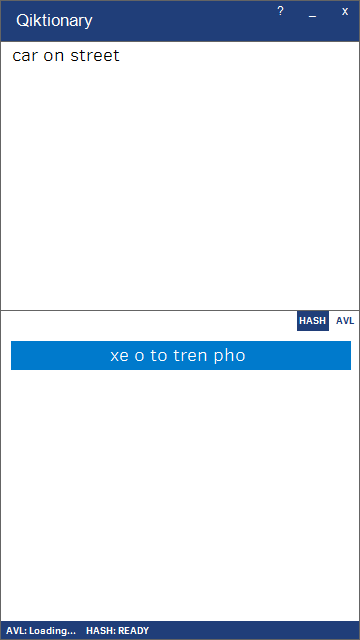 Qiktionary ? _ x
car on street
HASH AVL
xe o to tren pho
AVL: Loading... HASH: READY